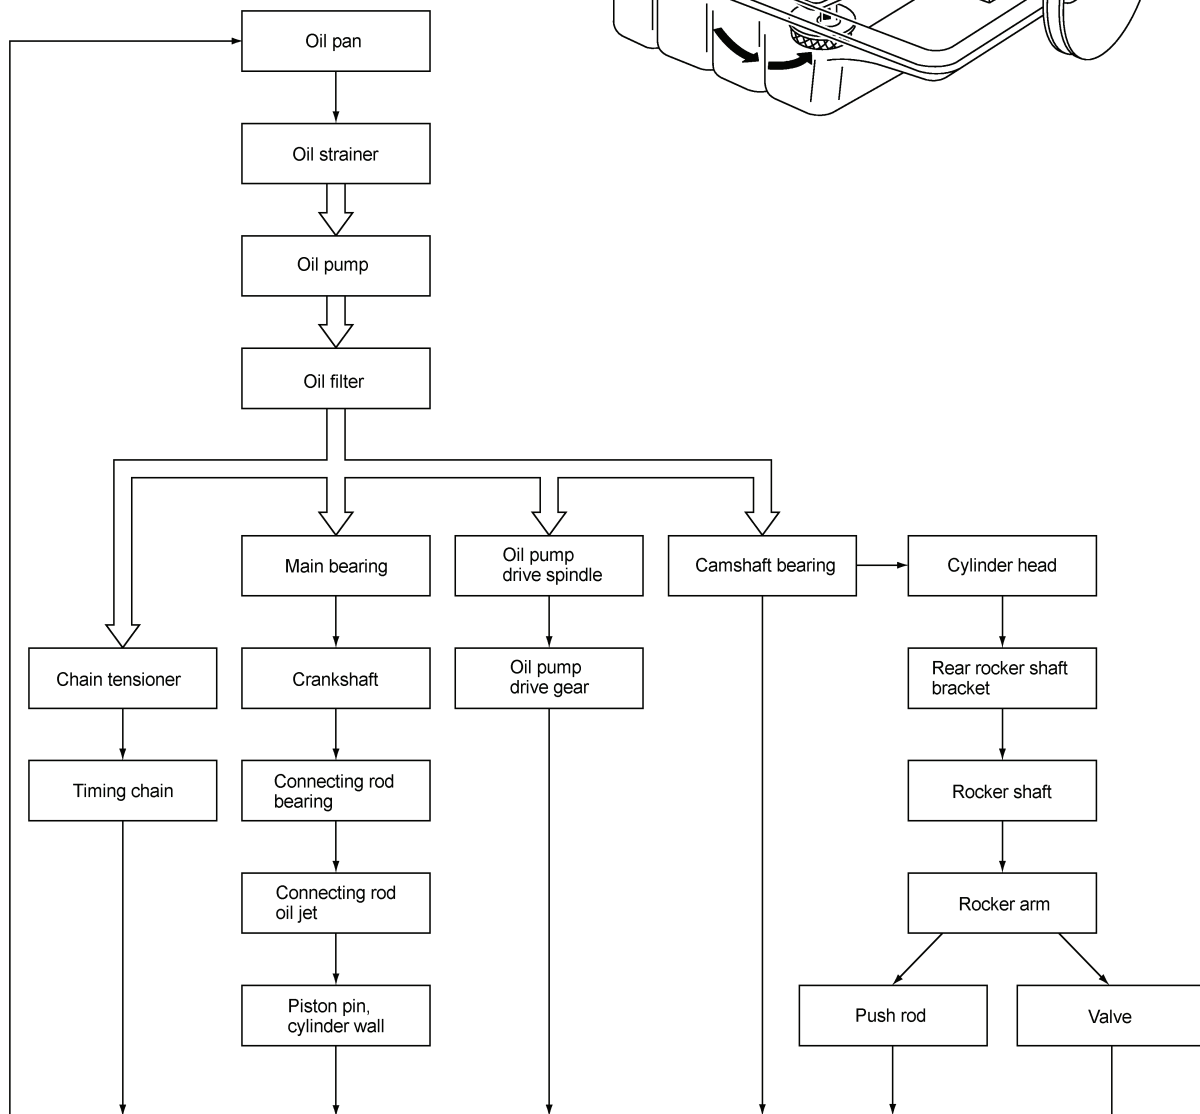 Oil pan
Oil strainer
Oil pump
Oil filter
Main bearing
Oil pump
drive spindle
Camshaft bearing
Cylinder head
Chain tensioner
Crankshaft
Oil pump
drive gear
Rear rocker shaft
bracket
Timing chain
Connecting rod
bearing
Rocker shaft
Connecting rod
oil jet
Rocker arm
Piston pin,
cylinder wall
Push rod
Valve